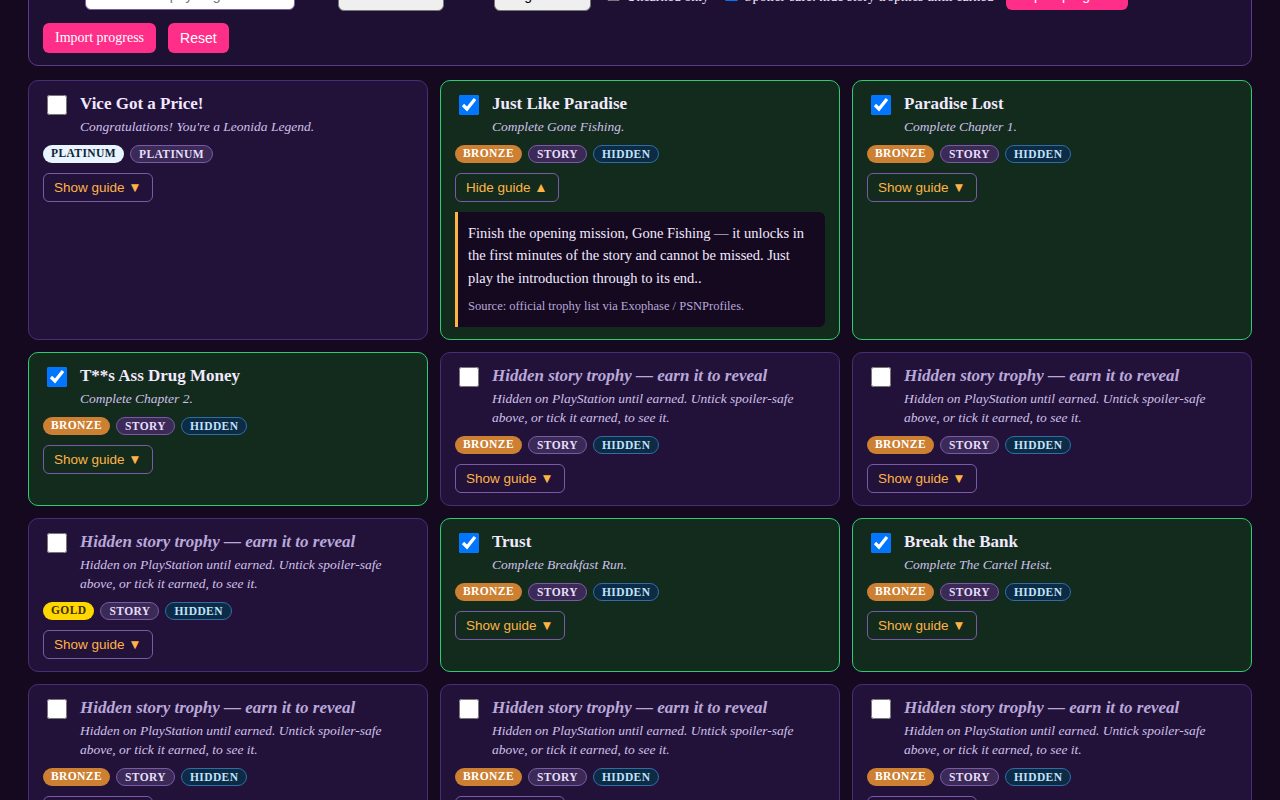 Import progress Reset
Vice Got a Price!
Congratulations! You're a Leonida Legend.
PLATINUM PLATINUM
Show guide ▼
Just Like Paradise
Complete Gone Fishing.
BRONZE STORY HIDDEN
Hide guide ▲
Finish the opening mission, Gone Fishing — it unlocks in
the first minutes of the story and cannot be missed. Just
play the introduction through to its end..
Source: official trophy list via Exophase / PSNProfiles.
Paradise Lost
Complete Chapter 1.
BRONZE STORY HIDDEN
Show guide ▼
T**s Ass Drug Money
Complete Chapter 2.
BRONZE STORY HIDDEN
Show guide ▼
Hidden story trophy — earn it to reveal
Hidden on PlayStation until earned. Untick spoiler-safe
above, or tick it earned, to see it.
BRONZE STORY HIDDEN
Show guide ▼
Hidden story trophy — earn it to reveal
Hidden on PlayStation until earned. Untick spoiler-safe
above, or tick it earned, to see it.
BRONZE STORY HIDDEN
Show guide ▼
Hidden story trophy — earn it to reveal
Hidden on PlayStation until earned. Untick spoiler-safe
above, or tick it earned, to see it.
GOLD STORY HIDDEN
Show guide ▼
Trust
Complete Breakfast Run.
BRONZE STORY HIDDEN
Show guide ▼
Break the Bank
Complete The Cartel Heist.
BRONZE STORY HIDDEN
Show guide ▼
Hidden story trophy — earn it to reveal
Hidden on PlayStation until earned. Untick spoiler-safe
above, or tick it earned, to see it.
BRONZE STORY HIDDEN
Hidden story trophy — earn it to reveal
Hidden on PlayStation until earned. Untick spoiler-safe
above, or tick it earned, to see it.
BRONZE STORY HIDDEN
Hidden story trophy — earn it to reveal
Hidden on PlayStation until earned. Untick spoiler-safe
above, or tick it earned, to see it.
BRONZE STORY HIDDEN